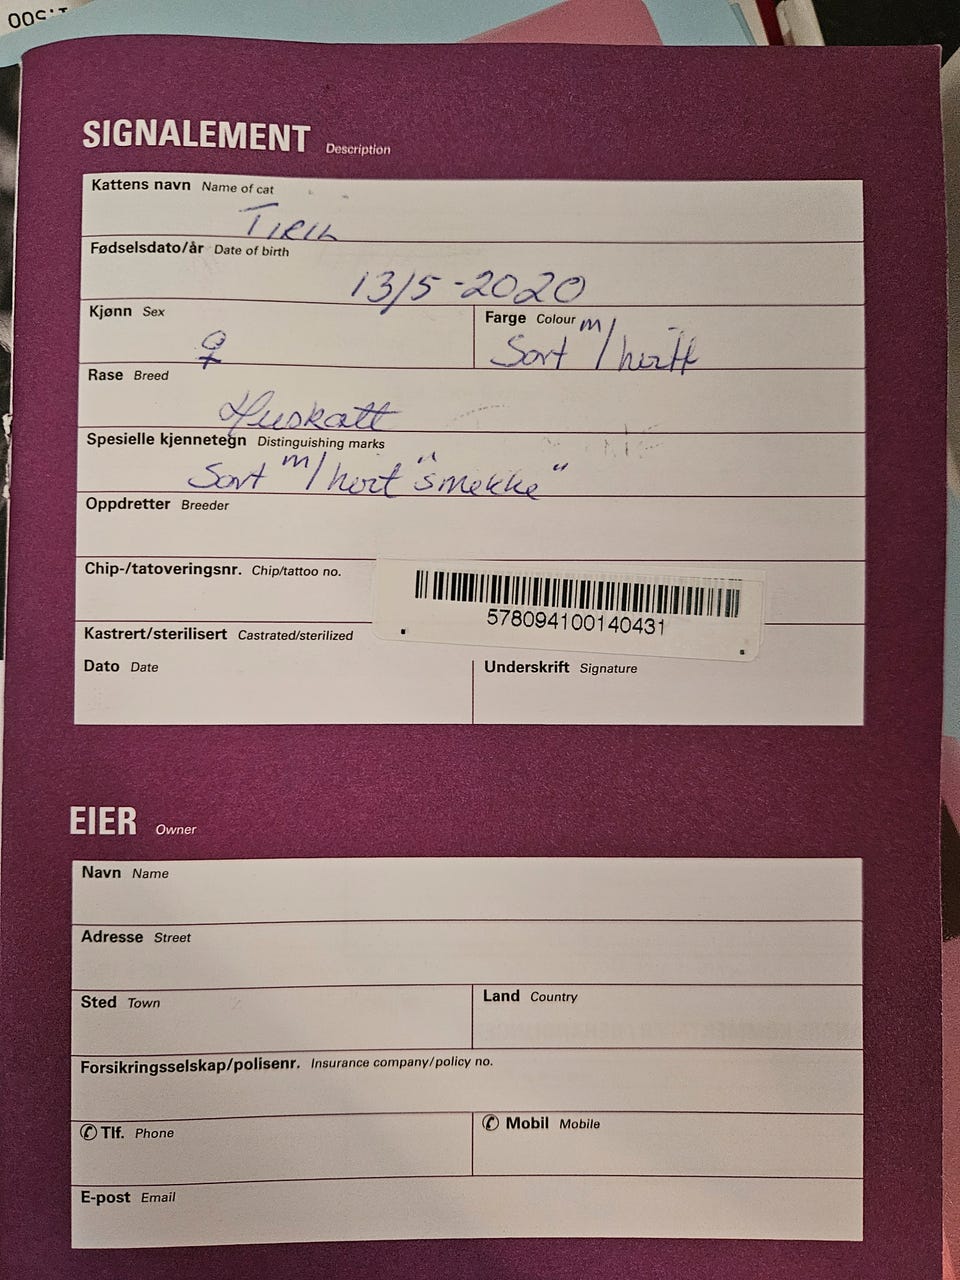 SIGNALEMENT Description
Kattens navn Name of cat
Fødselsdato/år Date of birth
13/5-2020
Kjønn Sex
♀
Farge Colour
Sort m/hvitt
Rase Breed
Huskatt
Spesielle kjennetegn Distinguishing marks
Sort m/hvit "smekke"
Oppdretter Breeder
Chip-/tatoveringsnr. Chip/tattoo no.
578094100140431
Kastrert/sterilisert Castrated/sterilized
Dato Date
Underskrift Signature
EIER Owner
Navn Name
Adresse Street
Sted Town
Land Country
Forsikringsselskap/polisenr. Insurance company/policy no.
✆ Tlf. Phone
✆ Mobil Mobile
E-post Email